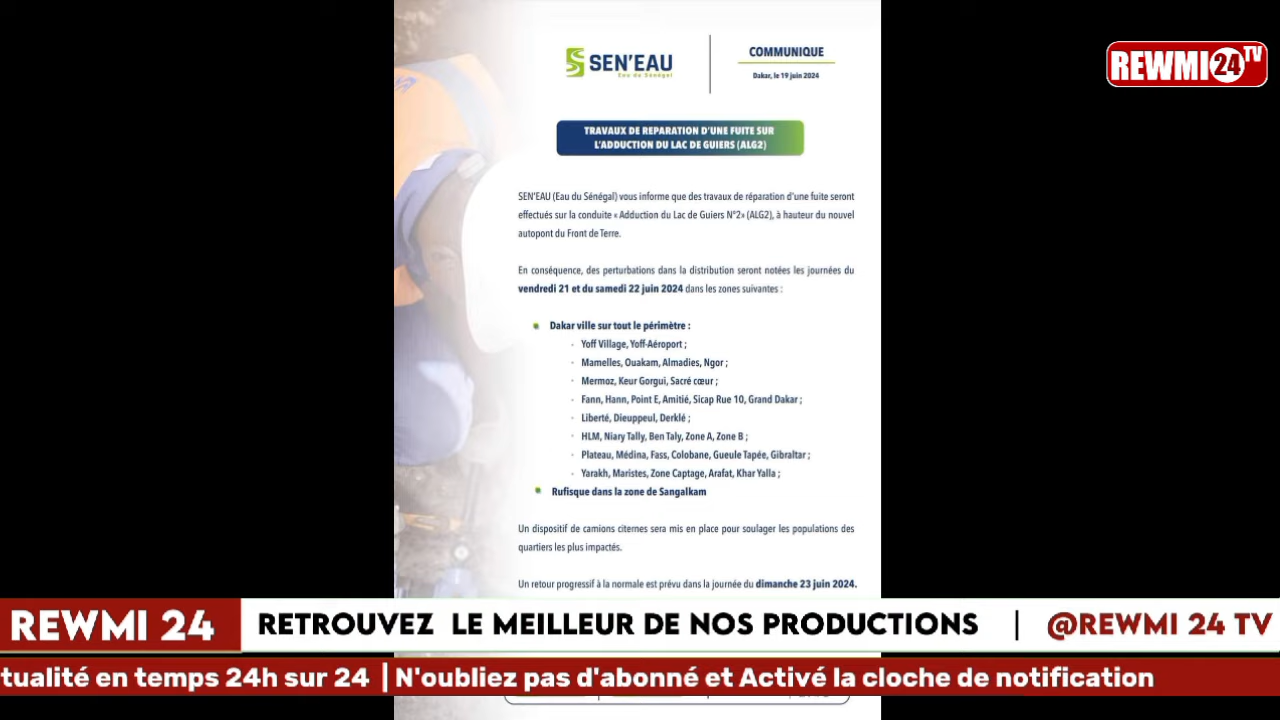 SEN'EAU
Eau du Sénégal
COMMUNIQUE
Dakar, le 19 juin 2024
REWMI 24 TV
TRAVAUX DE REPARATION D'UNE FUITE SUR
L'ADDUCTION DU LAC DE GUIERS (ALG2)
SEN'EAU (Eau du Sénégal) vous informe que des travaux de réparation d'une fuite seront
effectués sur la conduite « Adduction du Lac de Guiers N°2» (ALG2), à hauteur du nouvel
autopont du Front de Terre.
En conséquence, des perturbations dans la distribution seront notées les journées du
vendredi 21 et du samedi 22 juin 2024 dans les zones suivantes :
Dakar ville sur tout le périmètre :
- Yoff Village, Yoff-Aéroport ;
- Mamelles, Ouakam, Almadies, Ngor ;
- Mermoz, Keur Gorgui, Sacré cœur ;
- Fann, Hann, Point E, Amitié, Sicap Rue 10, Grand Dakar ;
- Liberté, Dieuppeul, Derklé ;
- HLM, Niary Tally, Ben Taly, Zone A, Zone B ;
- Plateau, Médina, Fass, Colobane, Gueule Tapée, Gibraltar ;
- Yarakh, Maristes, Zone Captage, Arafat, Khar Yalla ;
Rufisque dans la zone de Sangalkam
Un dispositif de camions citernes sera mis en place pour soulager les populations des
quartiers les plus impactés.
Un retour progressif à la normale est prévu dans la journée du dimanche 23 juin 2024.
REWMI 24 RETROUVEZ LE MEILLEUR DE NOS PRODUCTIONS | @REWMI 24 TV
tualité en temps 24h sur 24 | N'oubliez pas d'abonné et Activé la cloche de notification